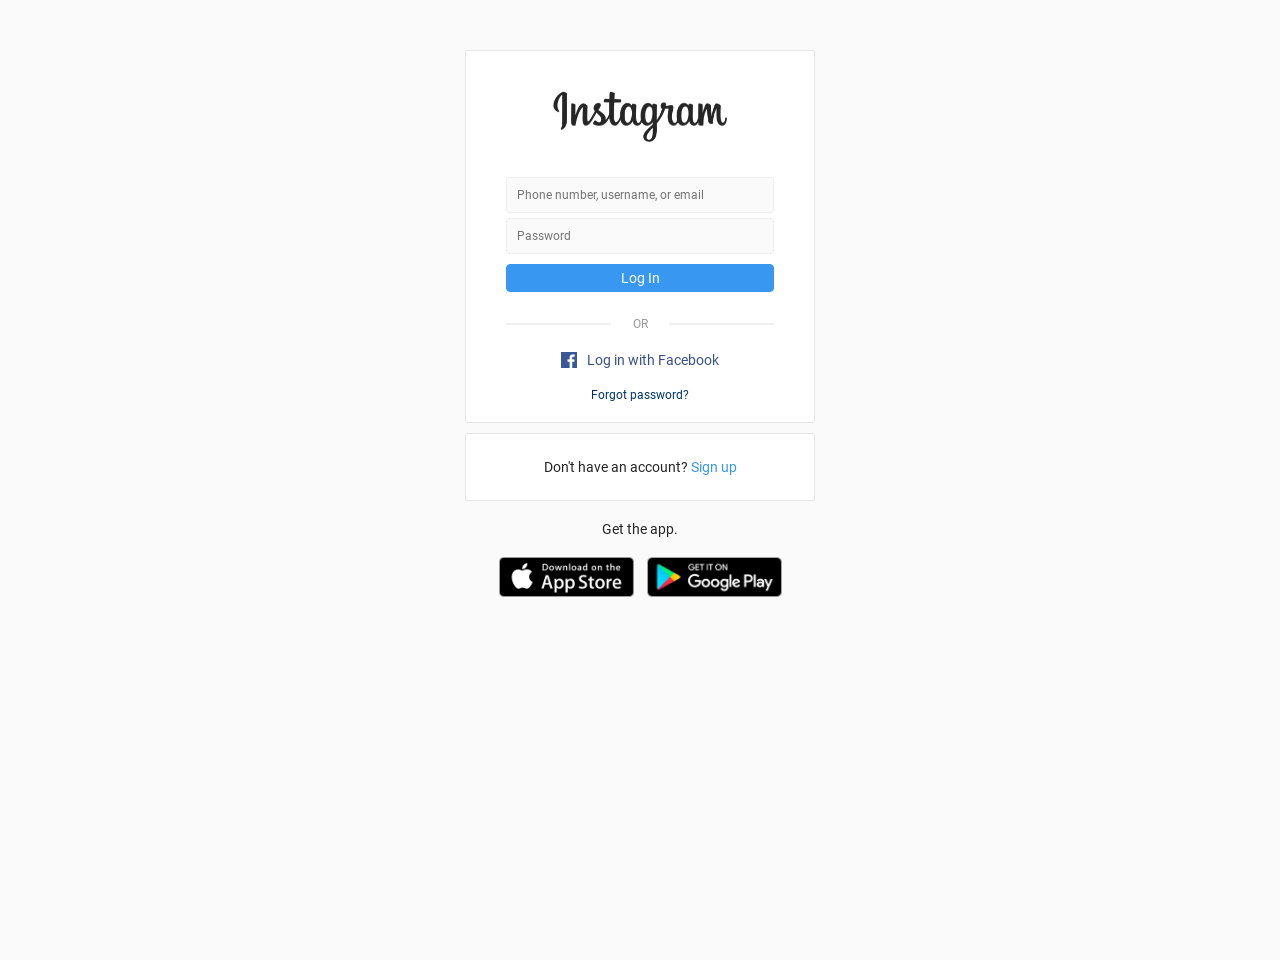 Instagram
Phone number, username, or email
Password
Log In
OR
Log in with Facebook
Forgot password?
Don't have an account? Sign up
Get the app.
Download on the
App Store
GET IT ON
Google Play